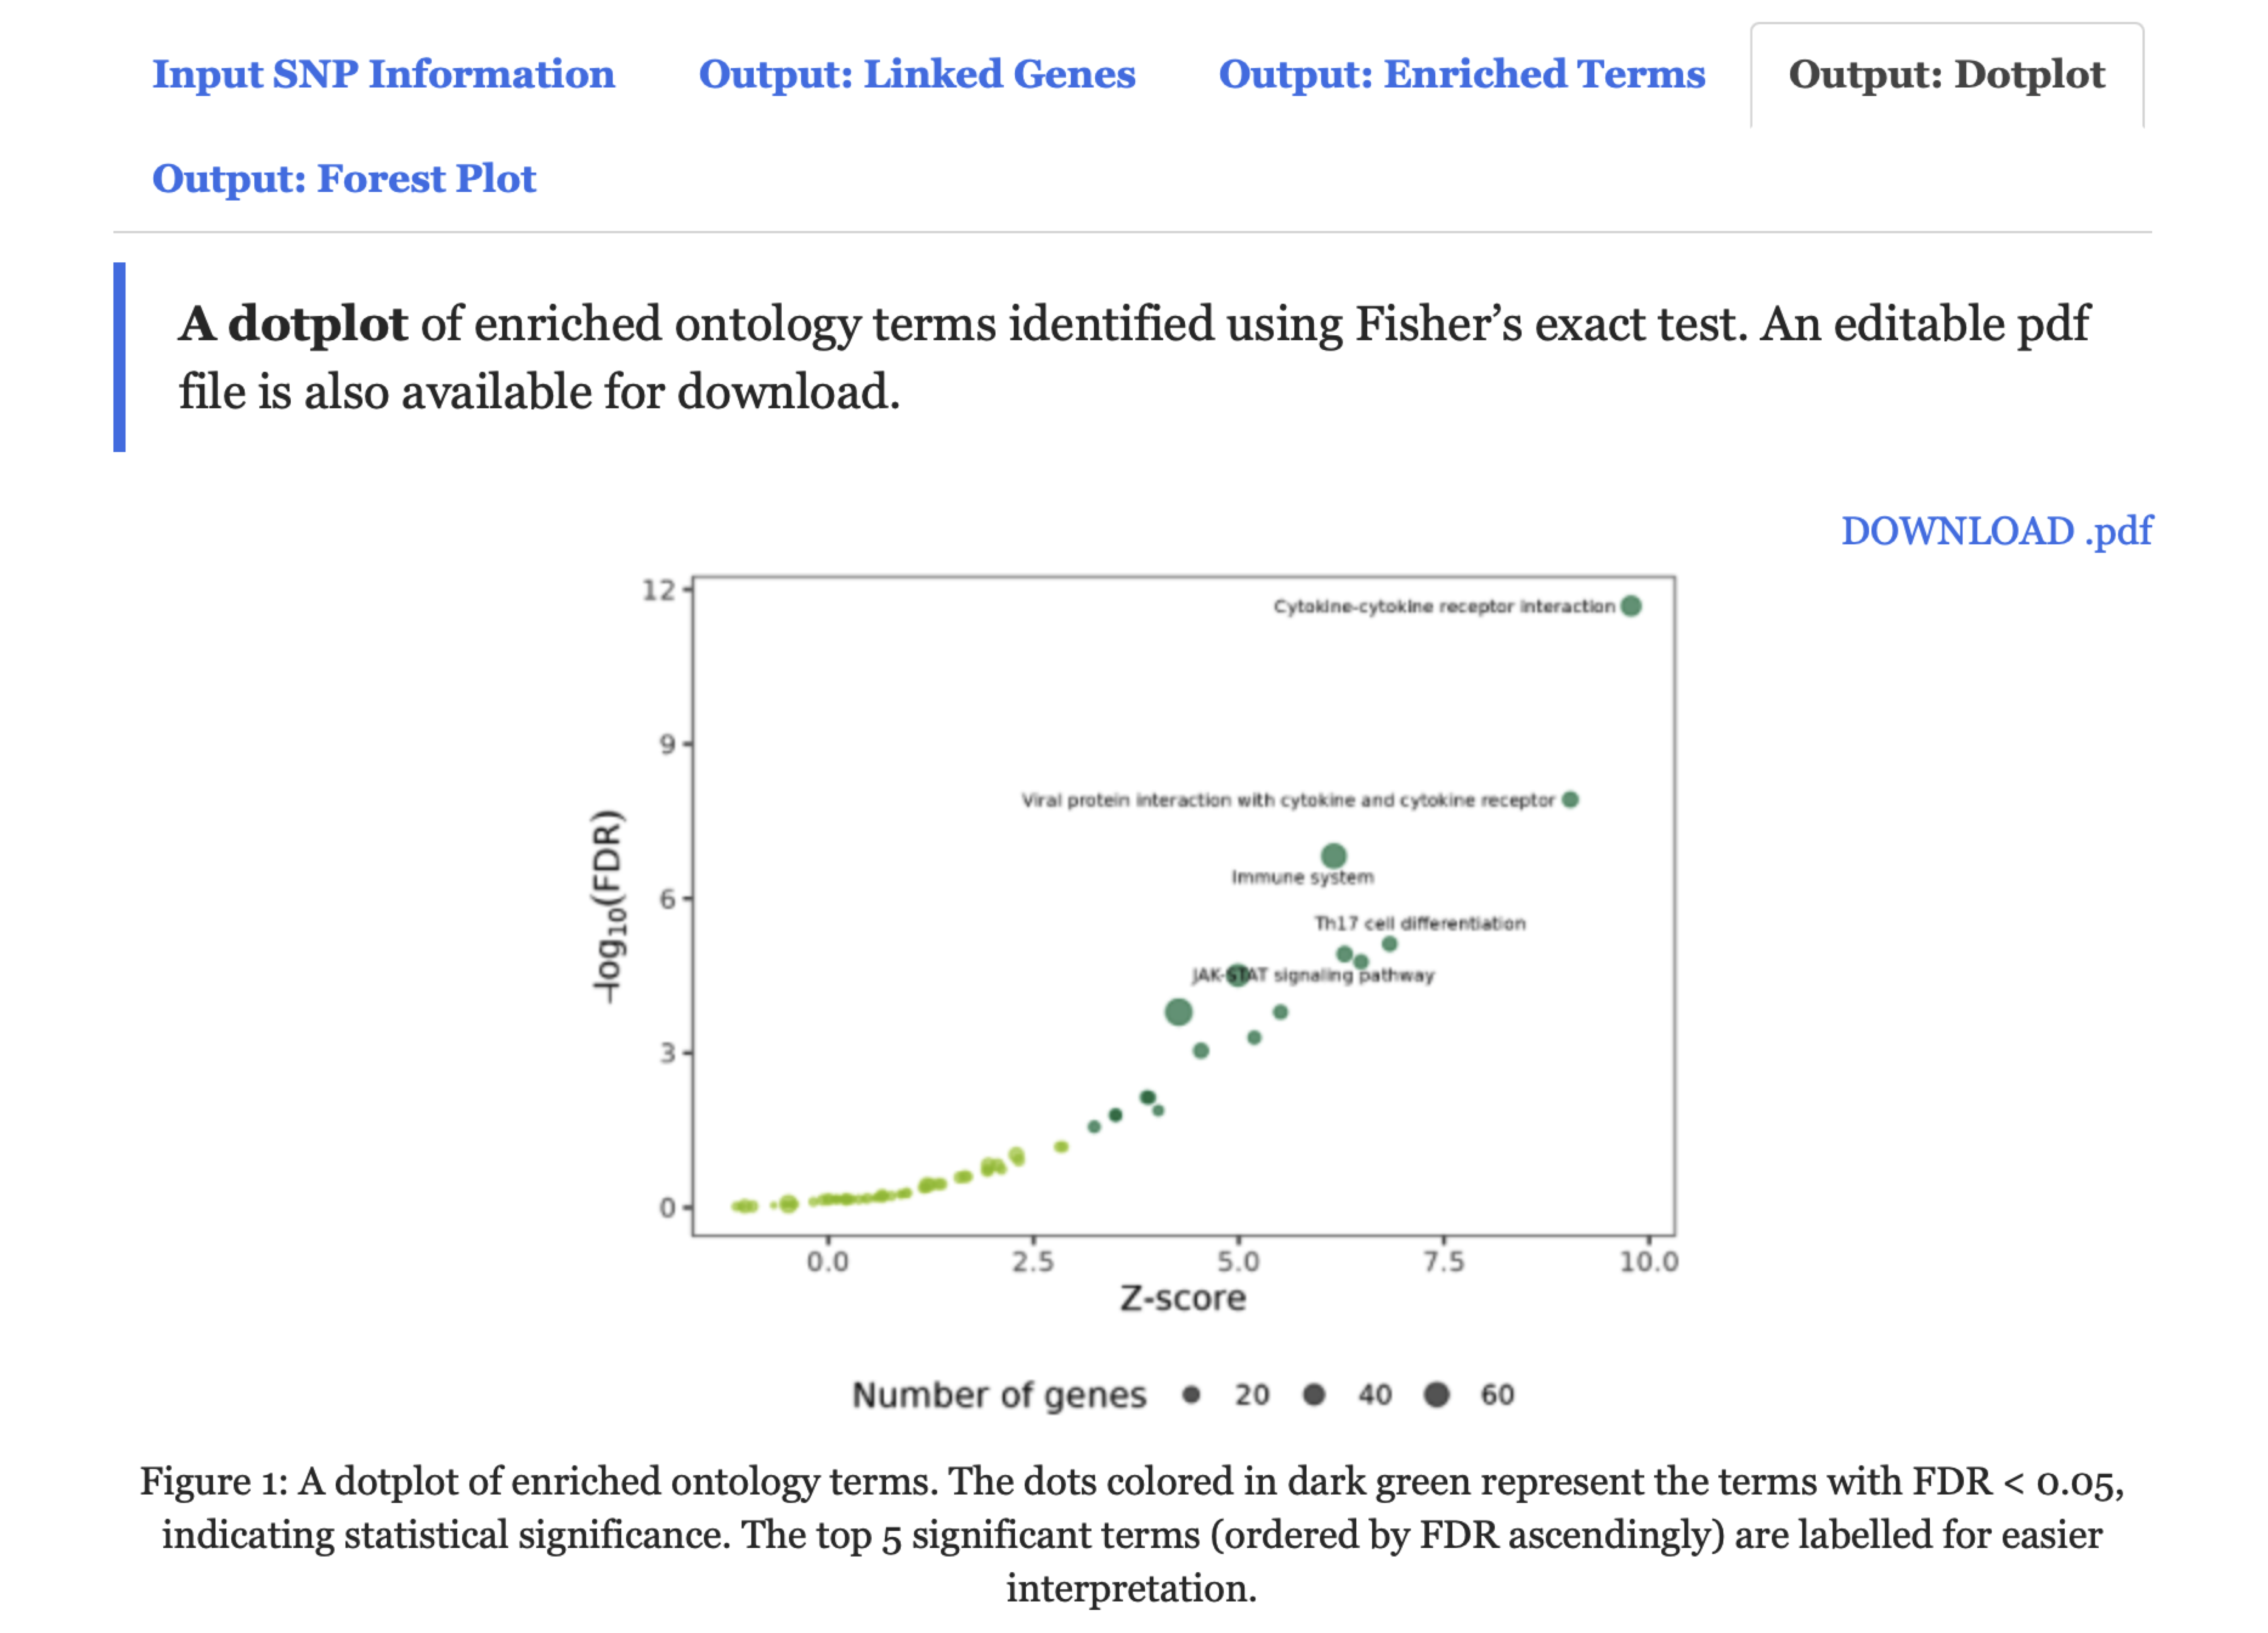 Input SNP Information
Output: Linked Genes
Output: Enriched Terms
Output: Dotplot
Output: Forest Plot
A dotplot of enriched ontology terms identified using Fisher’s exact test. An editable pdf
file is also available for download.
DOWNLOAD .pdf
12
9
6
3
0
−log10(FDR)
Cytokine-cytokine receptor interaction
Viral protein interaction with cytokine and cytokine receptor
Immune system
Th17 cell differentiation
JAK-STAT signaling pathway
0.0
2.5
5.0
7.5
10.0
Z-score
Number of genes 20 40 60
Figure 1: A dotplot of enriched ontology terms. The dots colored in dark green represent the terms with FDR < 0.05,
indicating statistical significance. The top 5 significant terms (ordered by FDR ascendingly) are labelled for easier
interpretation.